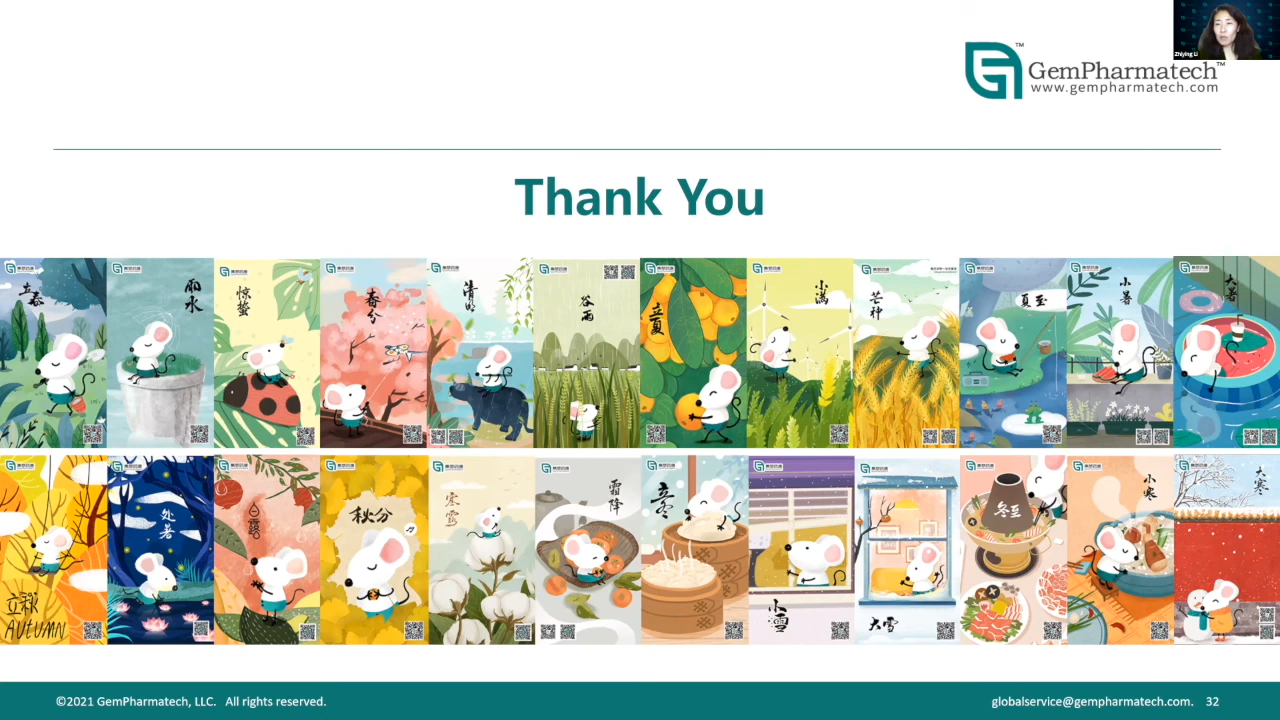 Zhiying Li
GemPharmatech™
www.gempharmatech.com
Thank You
立春
雨水
惊蛰
春分
清明
谷雨
立夏
小满
芒种
夏至
小暑
大暑
立秋
AUTUMN
处暑
白露
秋分
寒露
霜降
立冬
小雪
大雪
冬至
小寒
大寒
©2021 GemPharmatech, LLC. All rights reserved.
globalservice@gempharmatech.com. 32